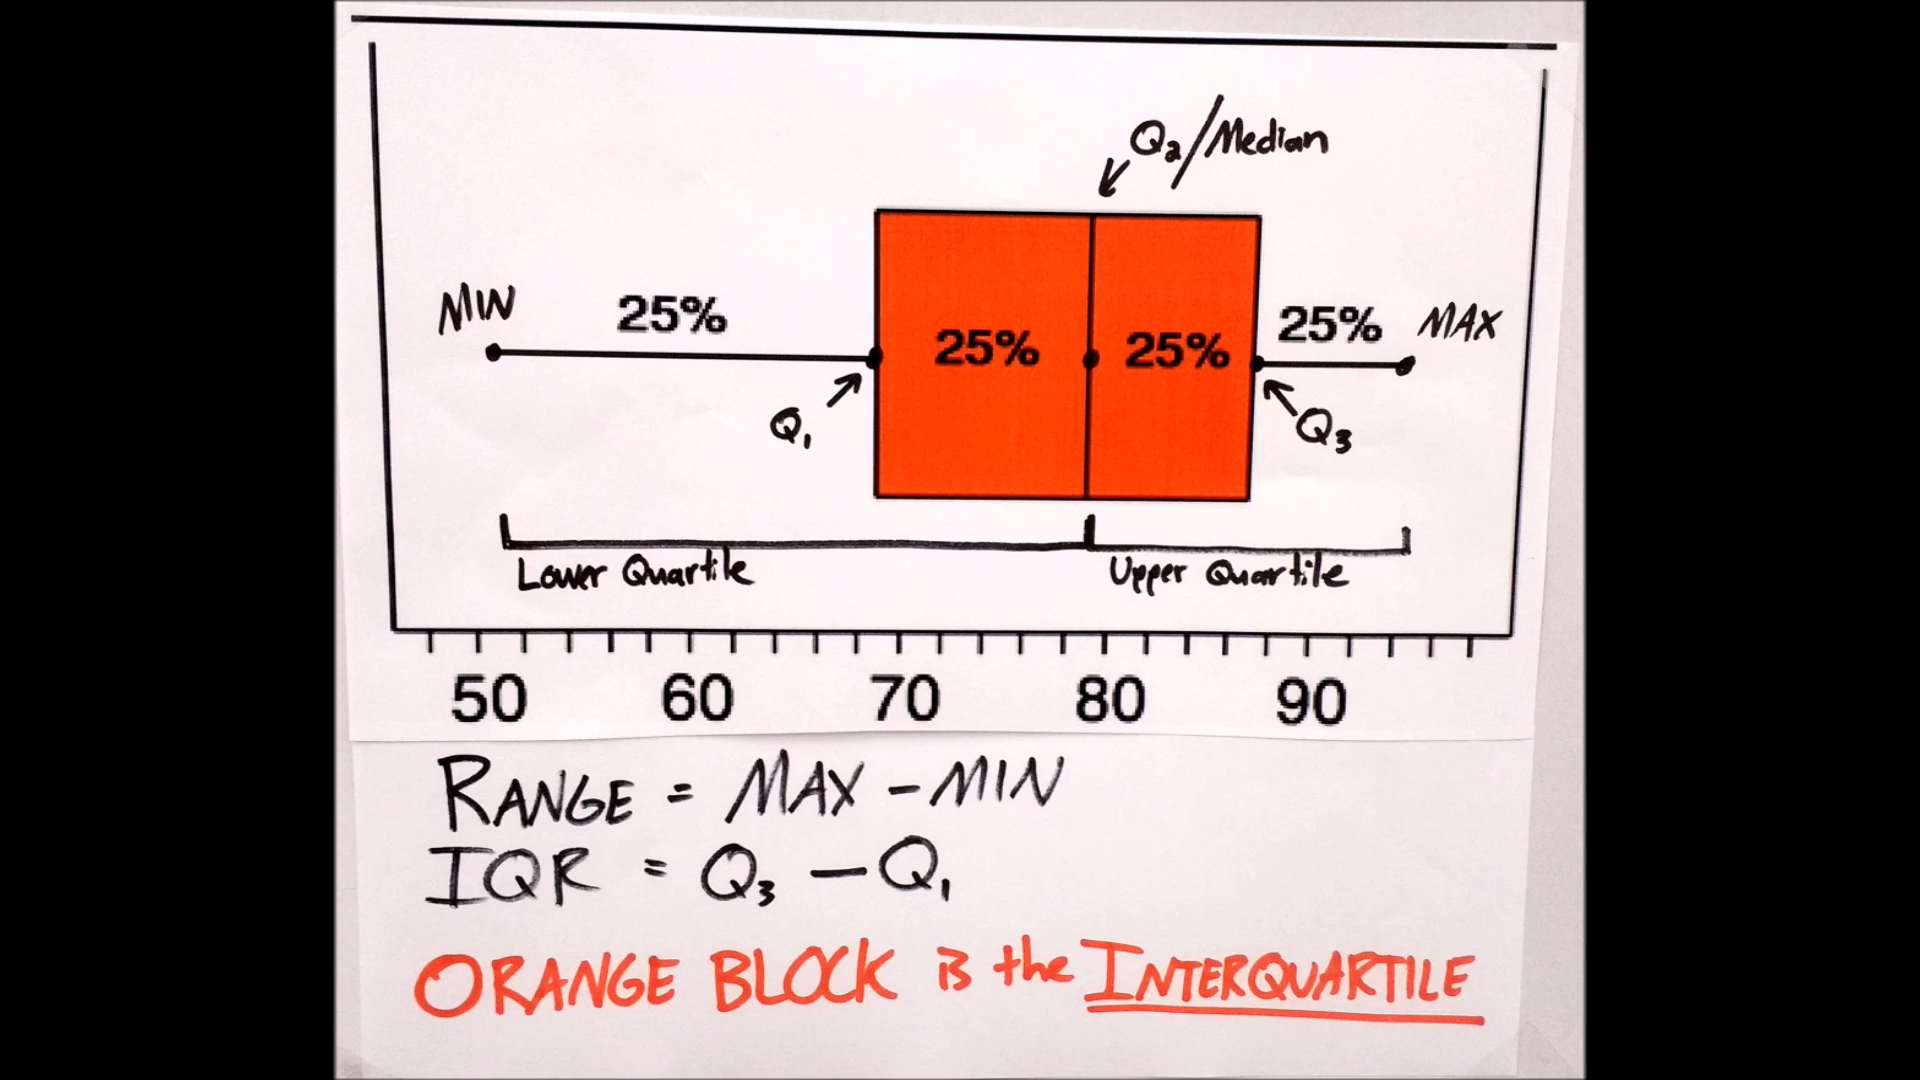 Q₂/Median
MIN 25% 25% 25% 25% MAX
Q₁ Q₃
Lower Quartile Upper Quartile
50 60 70 80 90
RANGE = MAX - MIN
IQR = Q₃ - Q₁
ORANGE BLOCK is the INTERQUARTILE